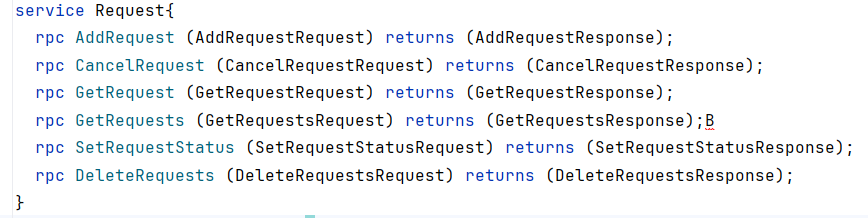 service Request{
  rpc AddRequest (AddRequestRequest) returns (AddRequestResponse);
  rpc CancelRequest (CancelRequestRequest) returns (CancelRequestResponse);
  rpc GetRequest (GetRequestRequest) returns (GetRequestResponse);
  rpc GetRequests (GetRequestsRequest) returns (GetRequestsResponse);B
  rpc SetRequestStatus (SetRequestStatusRequest) returns (SetRequestStatusResponse);
  rpc DeleteRequests (DeleteRequestsRequest) returns (DeleteRequestsResponse);
}